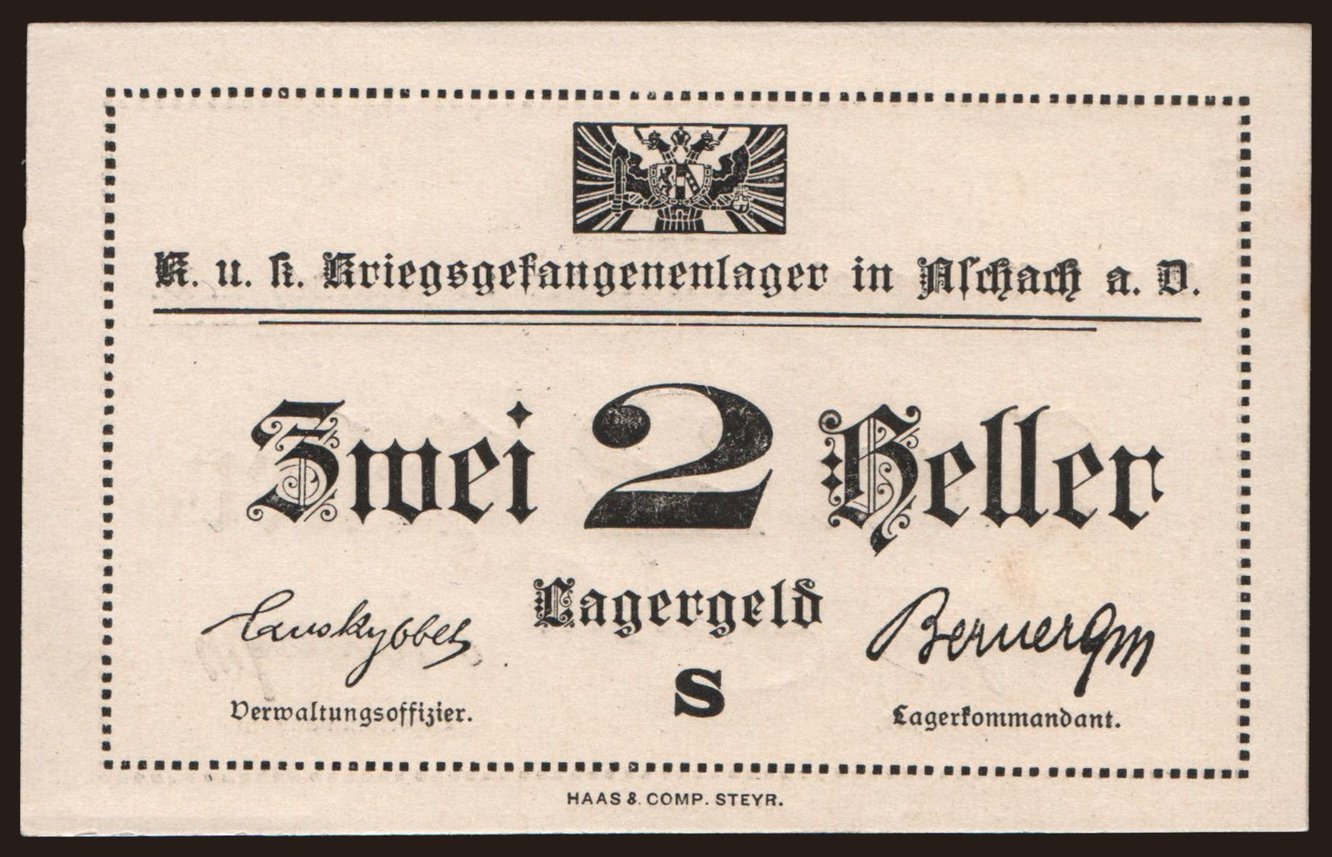 K. u. k. Kriegsgefangenenlager in Aschach a. D.
Zwei 2 Heller
Lagergeld
S
Verwaltungsoffizier.
Lagerkommandant.
HAAS & COMP. STEYR.